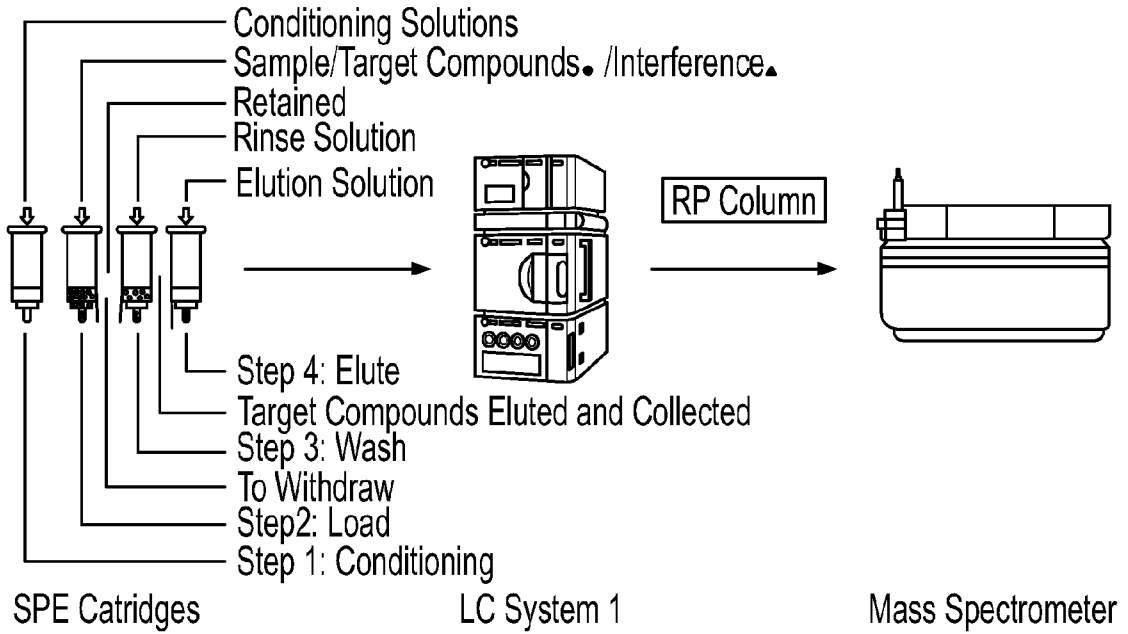 Conditioning Solutions
Sample/Target Compounds● /Interference▲
Retained
Rinse Solution
Elution Solution
RP Column
Step 4: Elute
Target Compounds Eluted and Collected
Step 3: Wash
To Withdraw
Step2: Load
Step 1: Conditioning
SPE Catridges
LC System 1
Mass Spectrometer